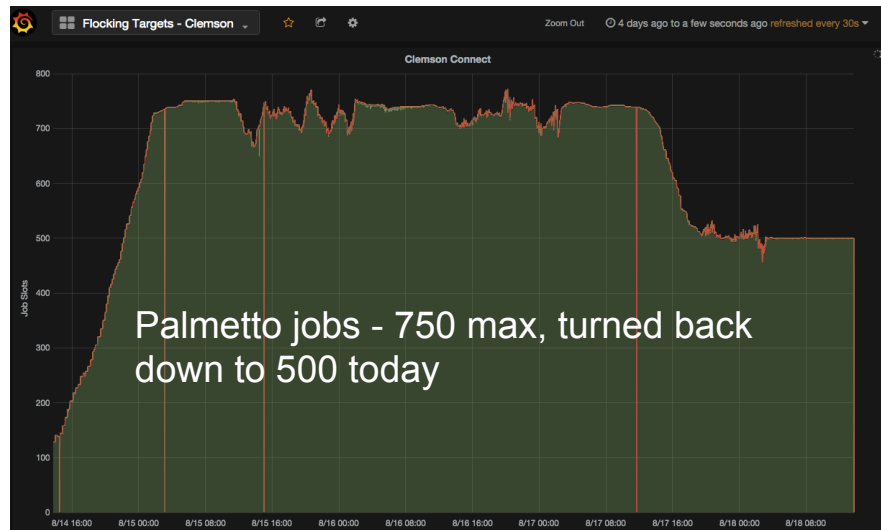 Flocking Targets - Clemson
Zoom Out
4 days ago to a few seconds ago refreshed every 30s
Clemson Connect
800
700
600
500
400
300
200
100
0
Job Slots
Palmetto jobs - 750 max, turned back
down to 500 today
8/14 16:00 8/15 00:00 8/15 08:00 8/15 16:00 8/16 00:00 8/16 08:00 8/16 16:00 8/17 00:00 8/17 08:00 8/17 16:00 8/18 00:00 8/18 08:00